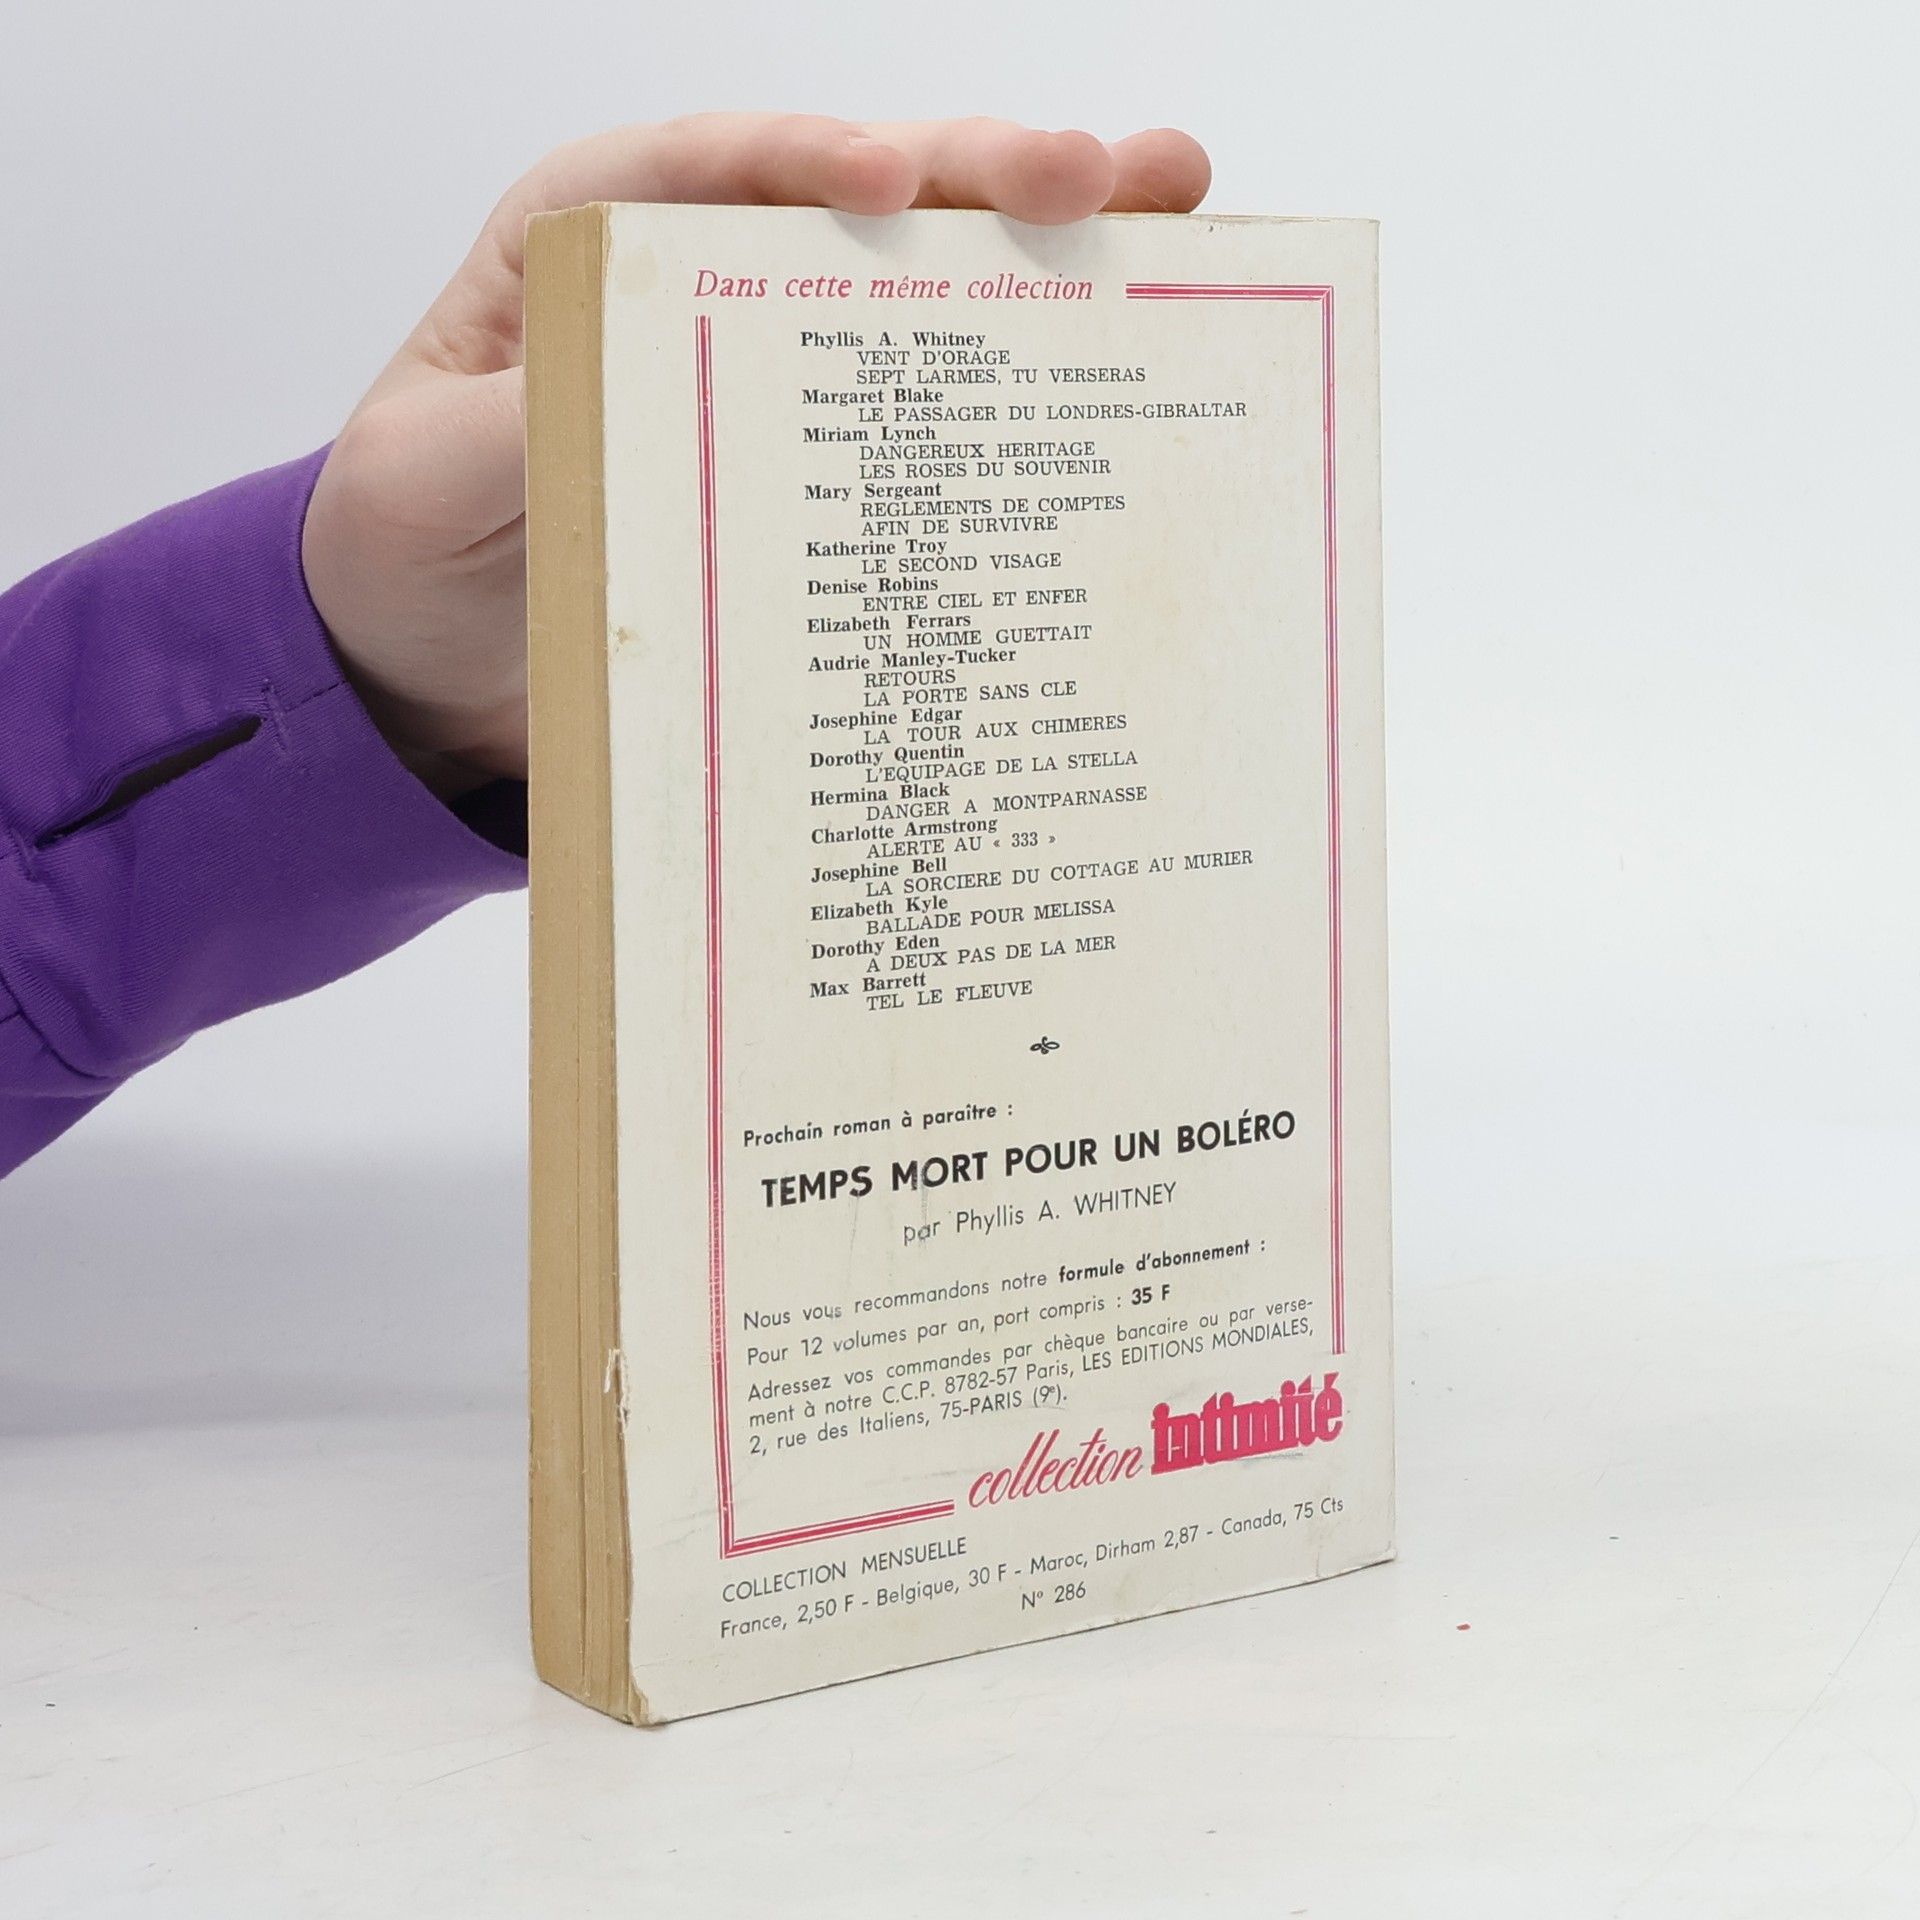 Dans cette même collection
Phyllis A. Whitney
VENT D'ORAGE
SEPT LARMES, TU VERSERAS
Margaret Blake
LE PASSAGER DU LONDRES-GIBRALTAR
Miriam Lynch
DANGEREUX HERITAGE
LES ROSES DU SOUVENIR
Mary Sergeant
REGLEMENTS DE COMPTES
AFIN DE SURVIVRE
Katherine Troy
LE SECOND VISAGE
Denise Robins
ENTRE CIEL ET ENFER
Elizabeth Ferrars
UN HOMME GUETTAIT
Audrie Manley-Tucker
RETOURS
LA PORTE SANS CLE
Josephine Edgar
LA TOUR AUX CHIMERES
Dorothy Quentin
L'EQUIPAGE DE LA STELLA
Hermina Black
DANGER A MONTPARNASSE
Charlotte Armstrong
ALERTE AU « 333 »
Josephine Bell
LA SORCIERE DU COTTAGE AU MURIER
Elizabeth Kyle
BALLADE POUR MELISSA
Dorothy Eden
A DEUX PAS DE LA MER
Max Barrett
TEL LE FLEUVE
Prochain roman à paraître :
TEMPS MORT POUR UN BOLÉRO
par Phyllis A. WHITNEY
Nous vous recommandons notre formule d'abonnement :
Pour 12 volumes par an, port compris : 35 F
Adressez vos commandes par chèque bancaire ou par verse-
ment à notre C.C.P. 8782-57 Paris, LES EDITIONS MONDIALES,
2, rue des Italiens, 75-PARIS (9e).
collection intimité
COLLECTION MENSUELLE
France, 2,50 F - Belgique, 30 F - Maroc, Dirham 2,87 - Canada, 75 Cts
N° 286